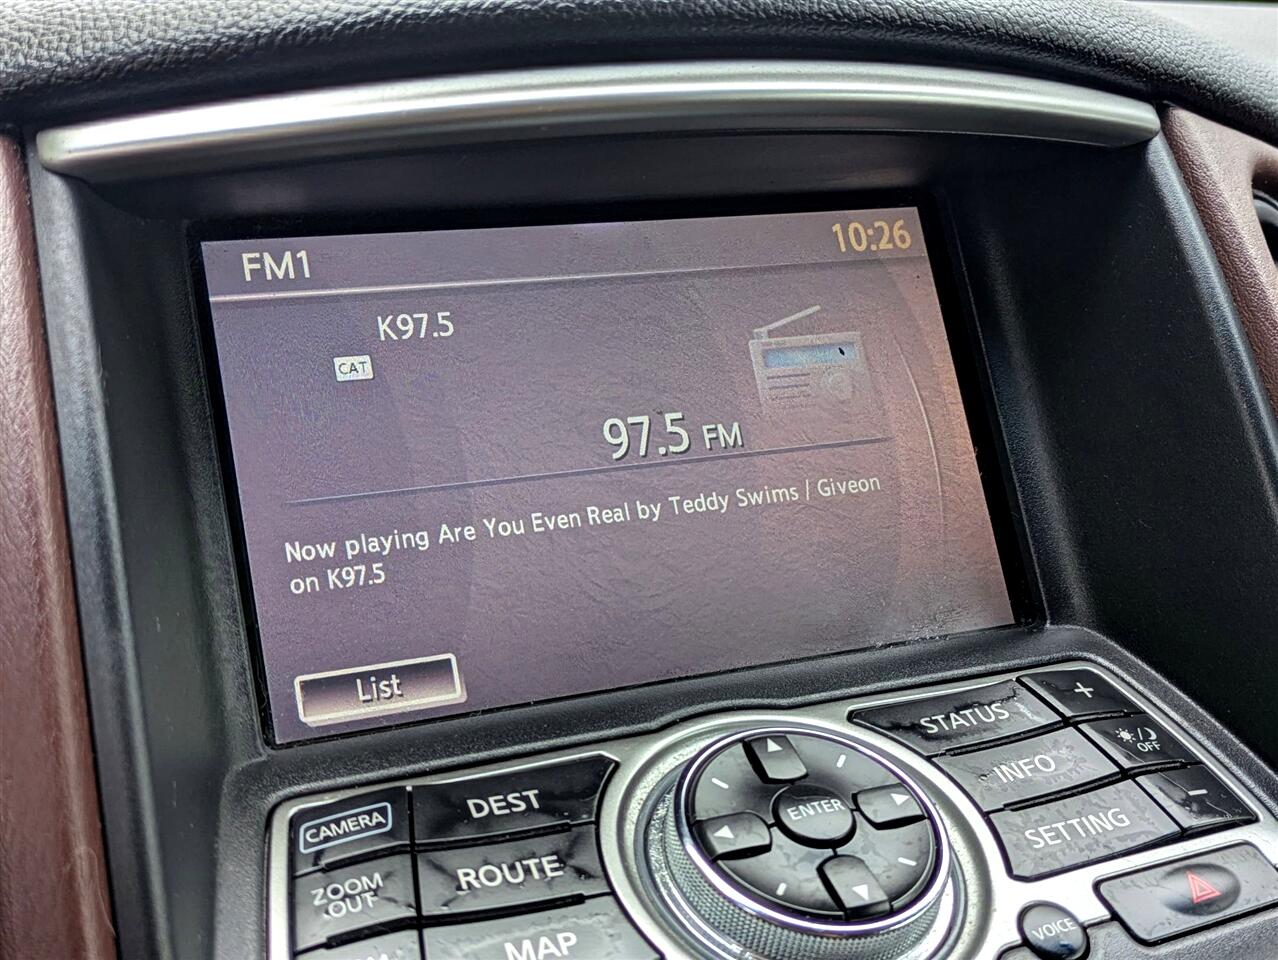 FM1 10:26
K97.5
CAT
97.5 FM
Now playing Are You Even Real by Teddy Swims / Giveon
on K97.5
List
STATUS +
INFO OFF
SETTING −
CAMERA DEST
ENTER
ZOOM
OUT
ROUTE
MAP
VOICE